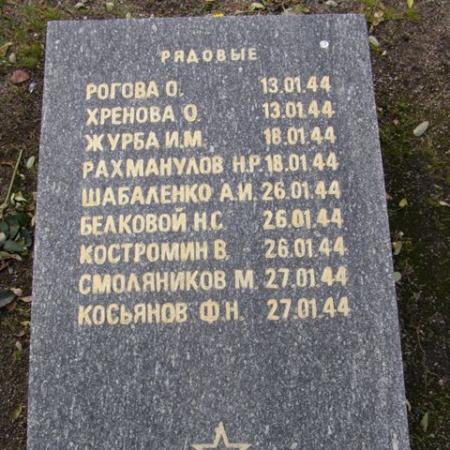 РЯДОВЫЕ
РОГОВА О. 13.01.44
ХРЕНОВА О. 13.01.44
ЖУРБА И.М. 18.01.44
РАХМАНУЛОВ Н.Р. 18.01.44
ШАБАЛЕНКО А.И. 26.01.44
БЕЛКОВОЙ Н.С. 26.01.44
КОСТРОМИН В. 26.01.44
СМОЛЯНИКОВ М. 27.01.44
КОСЬЯНОВ Ф.Н. 27.01.44